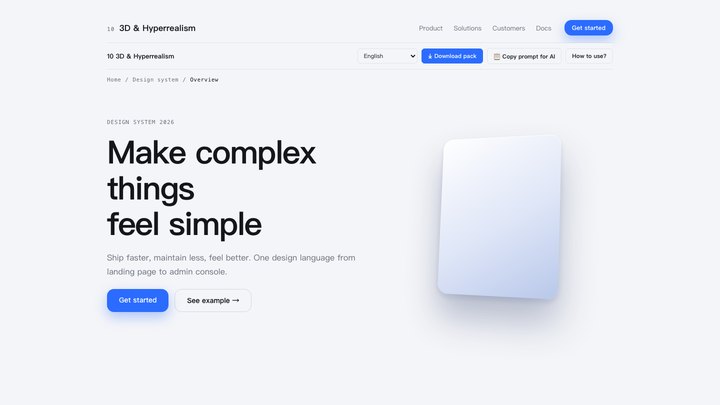 10 3D & Hyperrealism
Product Solutions Customers Docs Get started
10 3D & Hyperrealism
English Download pack Copy prompt for AI How to use?
Home / Design system / Overview
DESIGN SYSTEM 2026
Make complex
things
feel simple
Ship faster, maintain less, feel better. One design language from
landing page to admin console.
Get started See example →